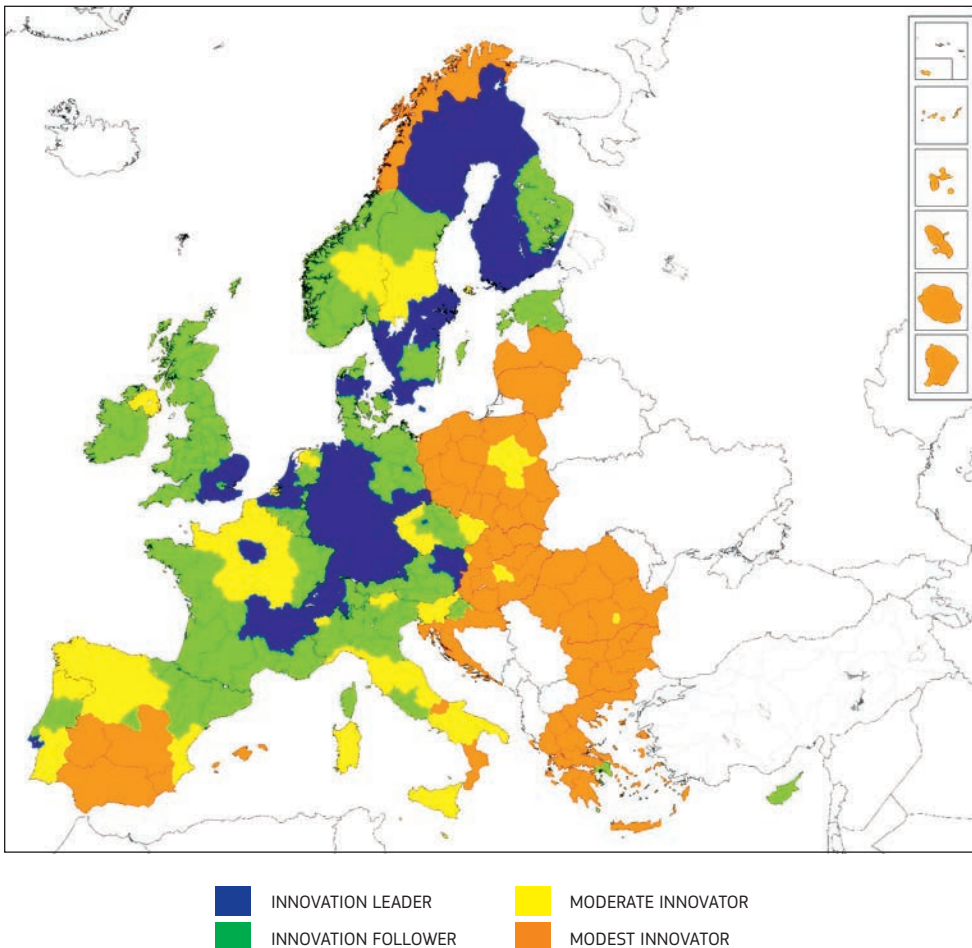 INNOVATION LEADER
INNOVATION FOLLOWER
MODERATE INNOVATOR
MODEST INNOVATOR